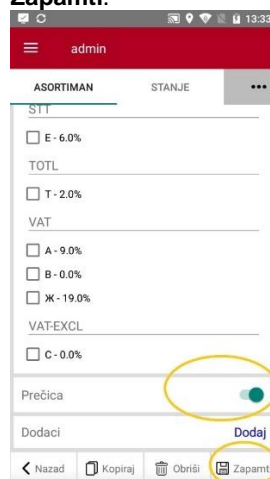 Zapamti.
13:33
admin
ASORTIMAN STANJE •••
STT
E - 6.0%
TOTL
T - 2.0%
VAT
A - 9.0%
B - 0.0%
Ж - 19.0%
VAT-EXCL
C - 0.0%
Prečica
Dodaci Dodaj
Nazad Kopiraj Obriši Zapamt